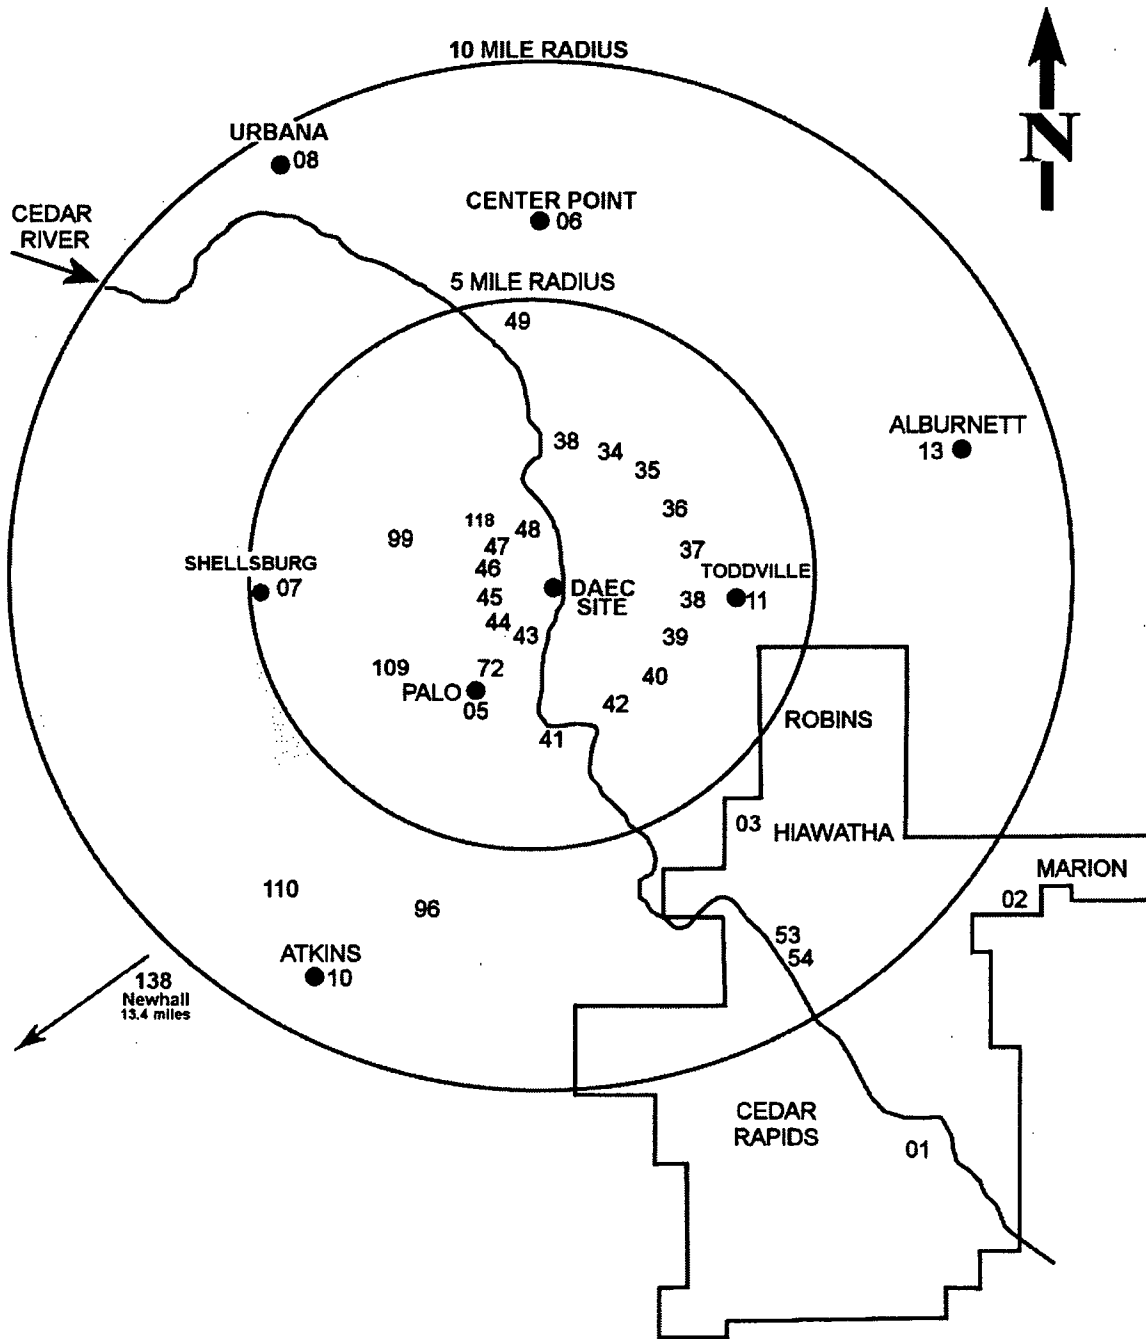 10 MILE RADIUS
N
URBANA
08
CEDAR
RIVER
CENTER POINT
06
5 MILE RADIUS
49
38
34
35
36
37
ALBURNETT
13
118
48
99
47
46
SHELLSBURG
07
DAEC
SITE
TODDVILLE
11
45
38
44
43
39
109
72
PALO
05
40
42
41
ROBINS
03
HIAWATHA
MARION
02
110
96
53
54
ATKINS
10
138
Newhall
13.4 miles
CEDAR
RAPIDS
01